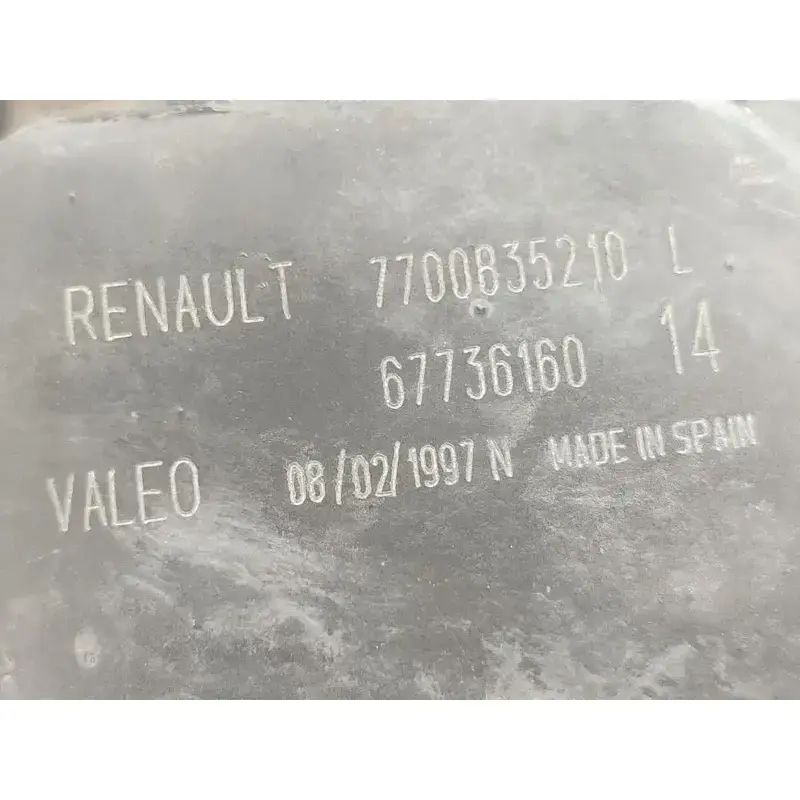 RENAULT 7700835210 L
67736160 14
VALEO 08/02/1997 N MADE IN SPAIN